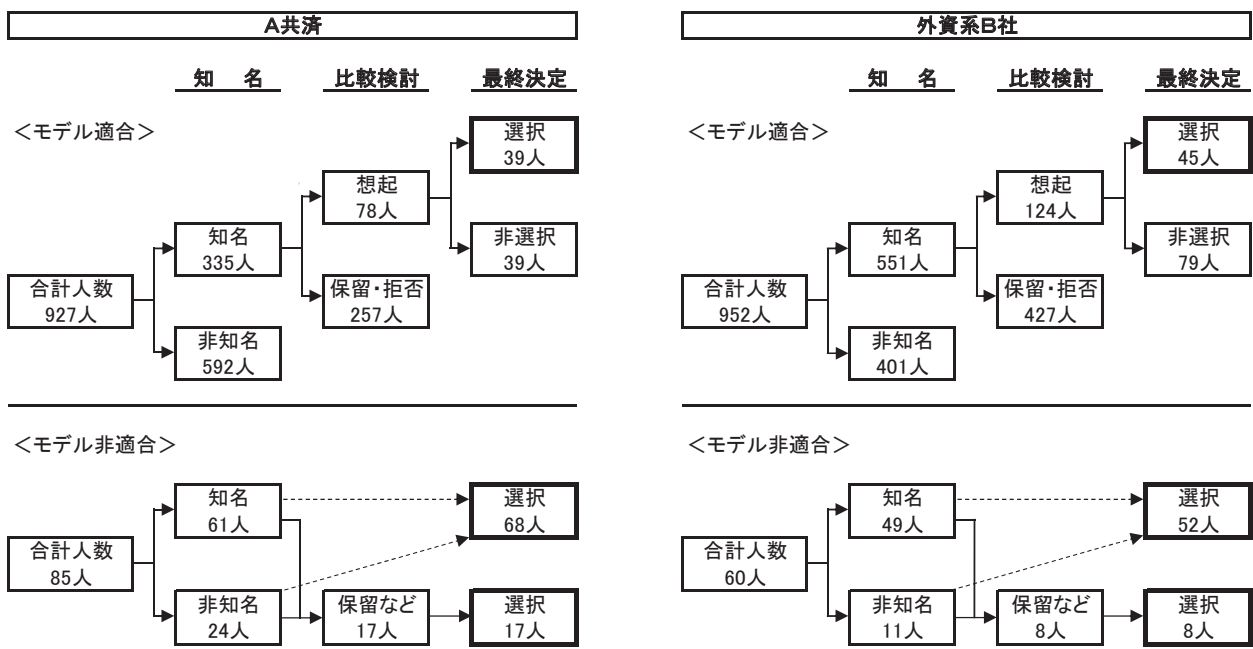 A共済
知　名
比較検討
最終決定
＜モデル適合＞
選択
39人
想起
78人
知名
335人
非選択
39人
合計人数
927人
保留・拒否
257人
非知名
592人
＜モデル非適合＞
知名
61人
選択
68人
合計人数
85人
非知名
24人
保留など
17人
選択
17人
外資系B社
知　名
比較検討
最終決定
＜モデル適合＞
選択
45人
想起
124人
知名
551人
非選択
79人
合計人数
952人
保留・拒否
427人
非知名
401人
＜モデル非適合＞
知名
49人
選択
52人
合計人数
60人
非知名
11人
保留など
8人
選択
8人